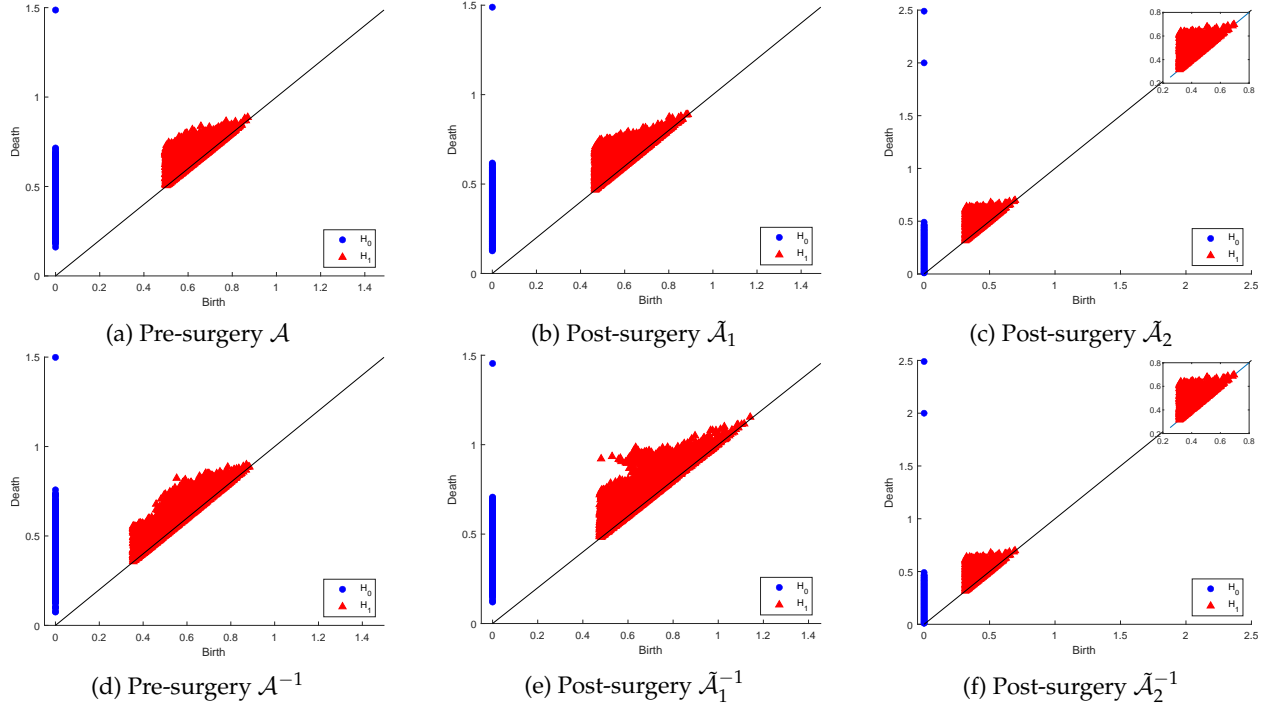 1.5
1
0.5
0
Death
0 0.2 0.4 0.6 0.8 1 1.2 1.4
Birth
H₀
H₁
(a) Pre-surgery 𝒜
1.5
1
0.5
0
Death
0 0.2 0.4 0.6 0.8 1 1.2 1.4
Birth
H₀
H₁
(b) Post-surgery 𝒜̃₁
2.5
2
1.5
1
0.5
0
Death
0 0.5 1 1.5 2 2.5
Birth
0.8
0.6
0.4
0.2
0.2 0.4 0.6 0.8
H₀
H₁
(c) Post-surgery 𝒜̃₂
1.5
1
0.5
0
Death
0 0.2 0.4 0.6 0.8 1 1.2 1.4
Birth
H₀
H₁
(d) Pre-surgery 𝒜⁻¹
1.5
1
0.5
0
Death
0 0.2 0.4 0.6 0.8 1 1.2 1.4
Birth
H₀
H₁
(e) Post-surgery 𝒜̃₁⁻¹
2.5
2
1.5
1
0.5
0
Death
0 0.5 1 1.5 2 2.5
Birth
0.8
0.6
0.4
0.2
0.2 0.4 0.6 0.8
H₀
H₁
(f) Post-surgery 𝒜̃₂⁻¹